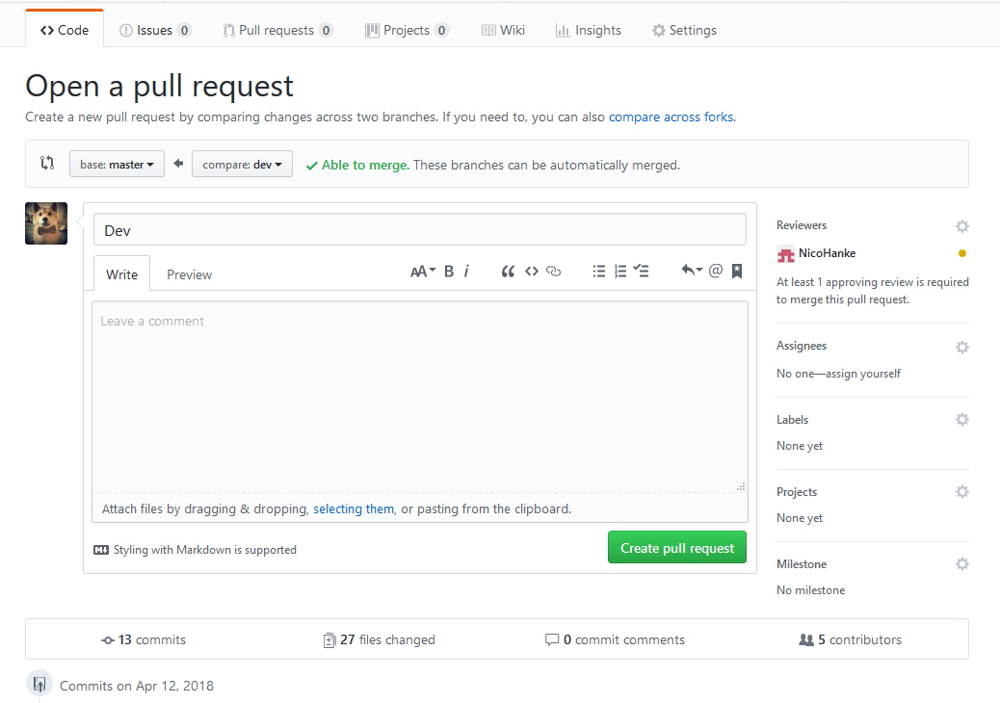 Code Issues 0 Pull requests 0 Projects 0 Wiki Insights Settings
Open a pull request
Create a new pull request by comparing changes across two branches. If you need to, you can also compare across forks.
base: master compare: dev Able to merge. These branches can be automatically merged.
Dev
Write Preview AA B i
Leave a comment
Attach files by dragging & dropping, selecting them, or pasting from the clipboard.
Styling with Markdown is supported
Create pull request
Reviewers
NicoHanke
At least 1 approving review is required
to merge this pull request.
Assignees
No one—assign yourself
Labels
None yet
Projects
None yet
Milestone
No milestone
13 commits 27 files changed 0 commit comments 5 contributors
Commits on Apr 12, 2018